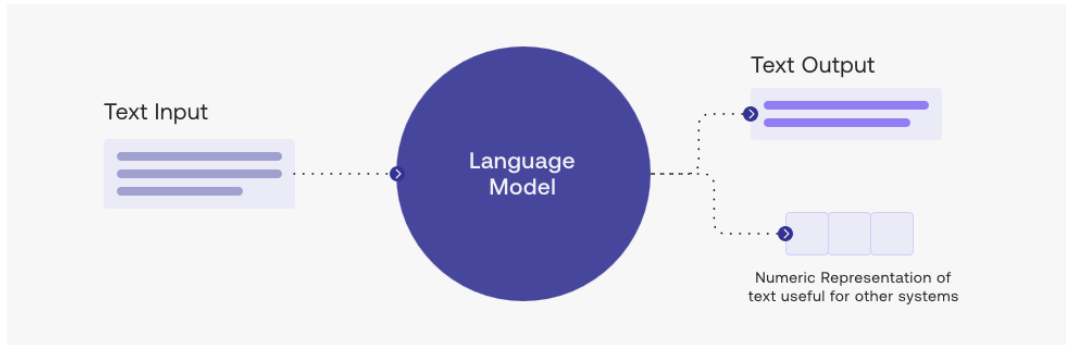 Text Input
Language
Model
Text Output
Numeric Representation of
text useful for other systems